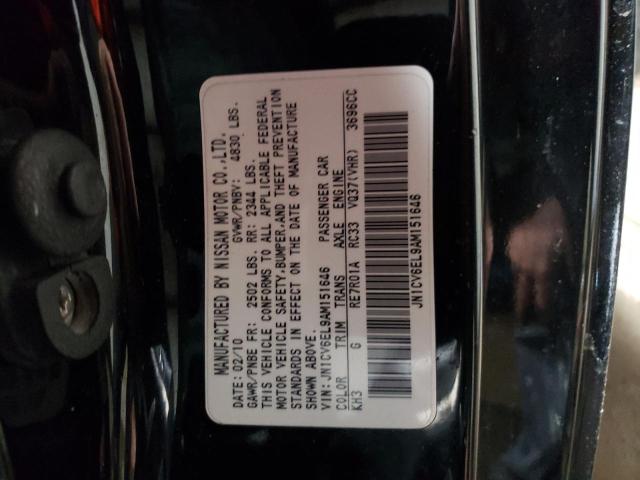 MANUFACTURED BY NISSAN MOTOR CO.,LTD.
DATE: 02/10 GVWR/PNBV: 4830 LBS.
GAWR/PNBE FR: 2502 LBS. RR: 2344 LBS.
THIS VEHICLE CONFORMS TO ALL APPLICABLE FEDERAL
MOTOR VEHICLE SAFETY,BUMPER,AND THEFT PREVENTION
STANDARDS IN EFFECT ON THE DATE OF MANUFACTURE
SHOWN ABOVE.
VIN:JN1CV6EL9AM151646 PASSENGER CAR
COLOR TRIM TRANS AXLE ENGINE
KH3 G RE7R01A RC33 VQ37(VHR) 3696CC
JN1CV6EL9AM151646